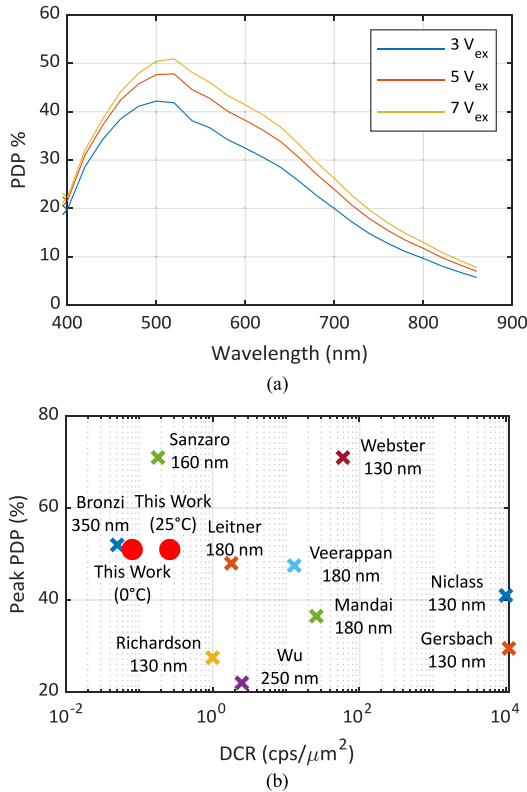 60
50
40
30
20
10
0
PDP %
3 Vex
5 Vex
7 Vex
400 500 600 700 800 900
Wavelength (nm)
(a)
80
60
40
20
Peak PDP (%)
Sanzaro
160 nm
Webster
130 nm
Bronzi
350 nm
This Work
(25°C)
This Work
(0°C)
Leitner
180 nm
Veerappan
180 nm
Mandai
180 nm
Niclass
130 nm
Gersbach
130 nm
Richardson
130 nm
Wu
250 nm
10-2 100 102 104
DCR (cps/μm2)
(b)